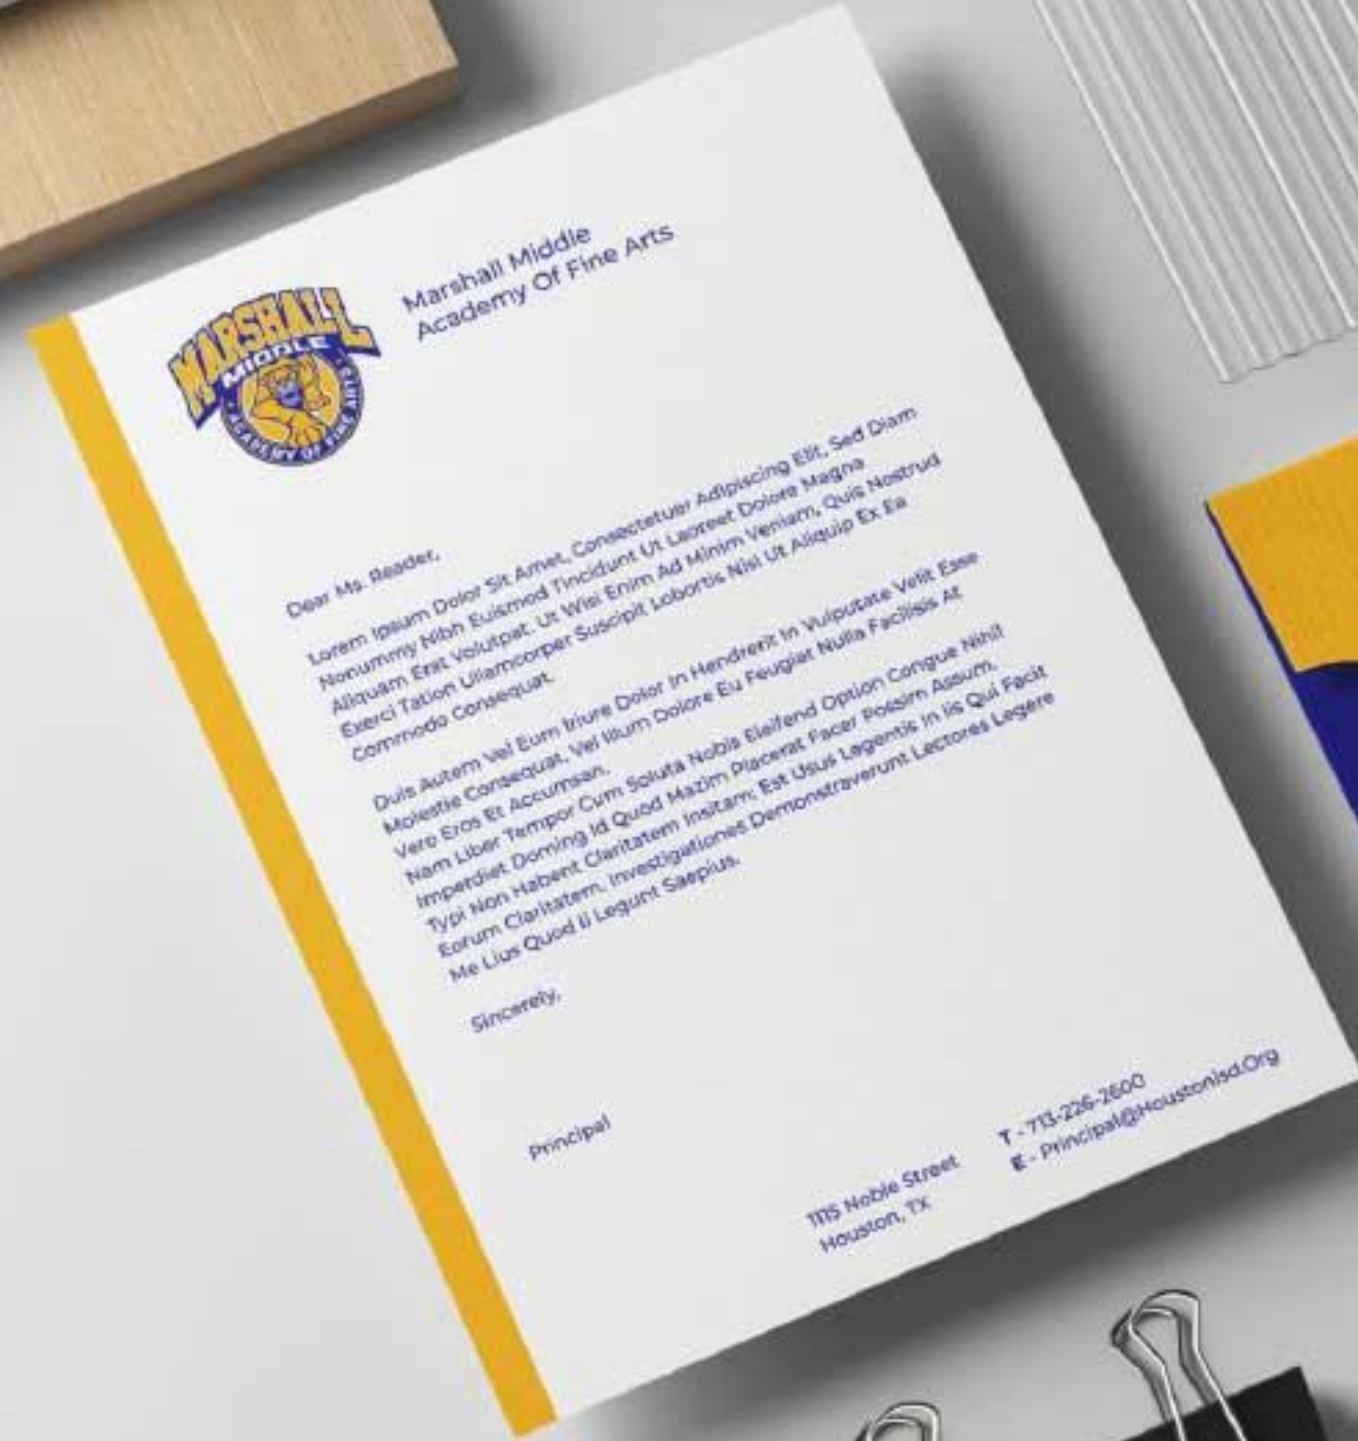 Marshall Middle
Academy Of Fine Arts
MARSHALL
MIDDLE
ACADEMY OF FINE ARTS
Dear Ms. Reader,
Lorem Ipsum Dolor Sit Amet, Consectetuer Adipiscing Elit, Sed Diam
Nonummy Nibh Euismod Tincidunt Ut Laoreet Dolore Magna
Aliquam Erat Volutpat. Ut Wisi Enim Ad Minim Veniam, Quis Nostrud
Exerci Tation Ullamcorper Suscipit Lobortis Nisl Ut Aliquip Ex Ea
Commodo Consequat.
Duis Autem Vel Eum Iriure Dolor In Hendrerit In Vulputate Velit Esse
Molestie Consequat, Vel Illum Dolore Eu Feugiat Nulla Facilisis At
Vero Eros Et Accumsan.
Nam Liber Tempor Cum Soluta Nobis Eleifend Option Congue Nihil
Imperdiet Doming Id Quod Mazim Placerat Facer Possim Assum.
Typi Non Habent Claritatem Insitam; Est Usus Legentis In Iis Qui Facit
Eorum Claritatem. Investigationes Demonstraverunt Lectores Legere
Me Lius Quod Ii Legunt Saepius.
Sincerely,
Principal
1115 Noble Street
Houston, TX
T - 713-226-2600
E - Principal@Houstonisd.Org